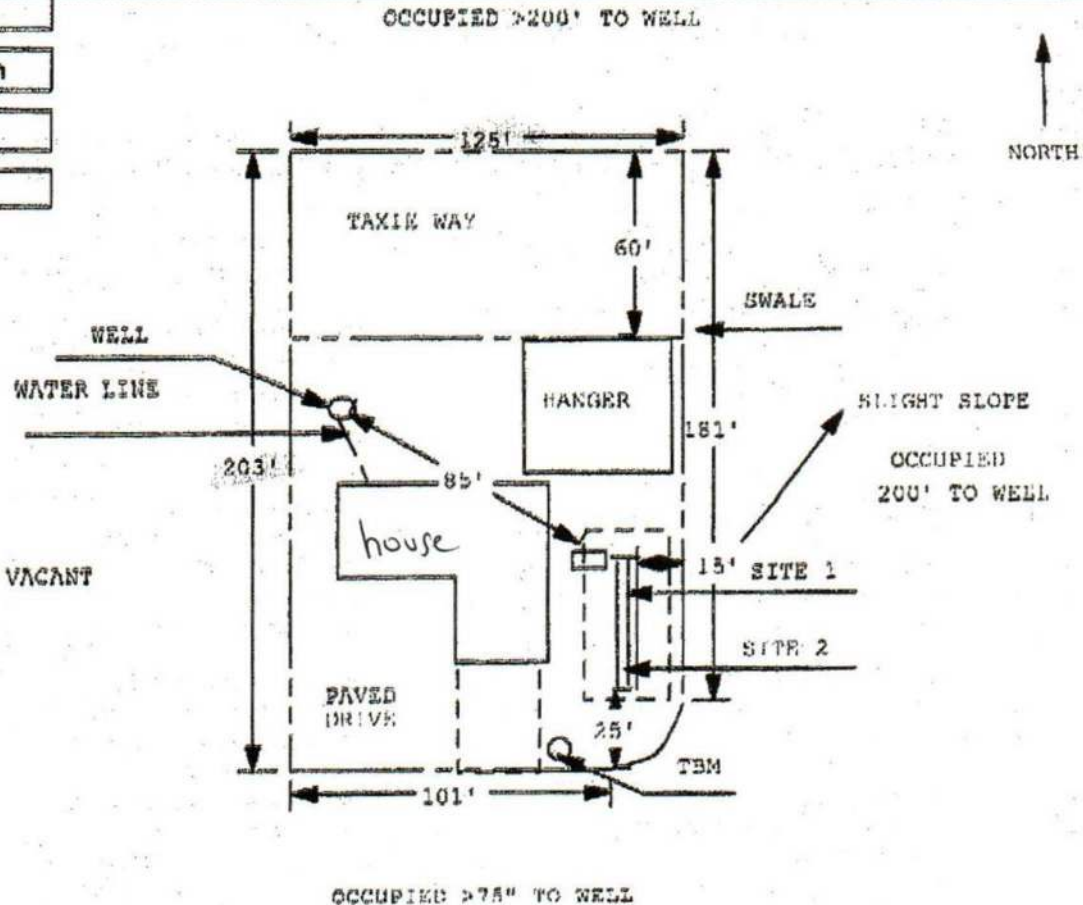 OCCUPIED >200' TO WELL
NORTH
125'
TAXIE WAY
60'
SWALE
WELL
WATER LINE
HANGER
SLIGHT SLOPE
181'
203'
85'
OCCUPIED
200' TO WELL
house
VACANT
15'
SITE 1
SITE 2
PAVED
DRIVE
25'
TBM
101'
OCCUPIED >75" TO WELL